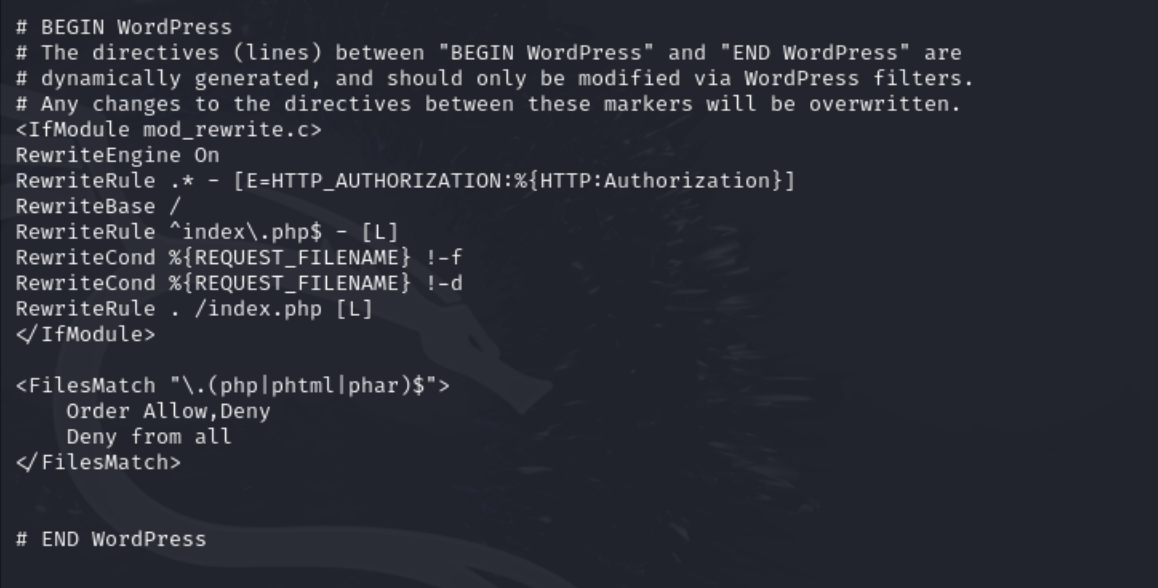 # BEGIN WordPress
# The directives (lines) between "BEGIN WordPress" and "END WordPress" are
# dynamically generated, and should only be modified via WordPress filters.
# Any changes to the directives between these markers will be overwritten.
<IfModule mod_rewrite.c>
RewriteEngine On
RewriteRule .* - [E=HTTP_AUTHORIZATION:%{HTTP:Authorization}]
RewriteBase /
RewriteRule ^index\.php$ - [L]
RewriteCond %{REQUEST_FILENAME} !-f
RewriteCond %{REQUEST_FILENAME} !-d
RewriteRule . /index.php [L]
</IfModule>

<FilesMatch "\.(php|phtml|phar)$">
    Order Allow,Deny
    Deny from all
</FilesMatch>

# END WordPress